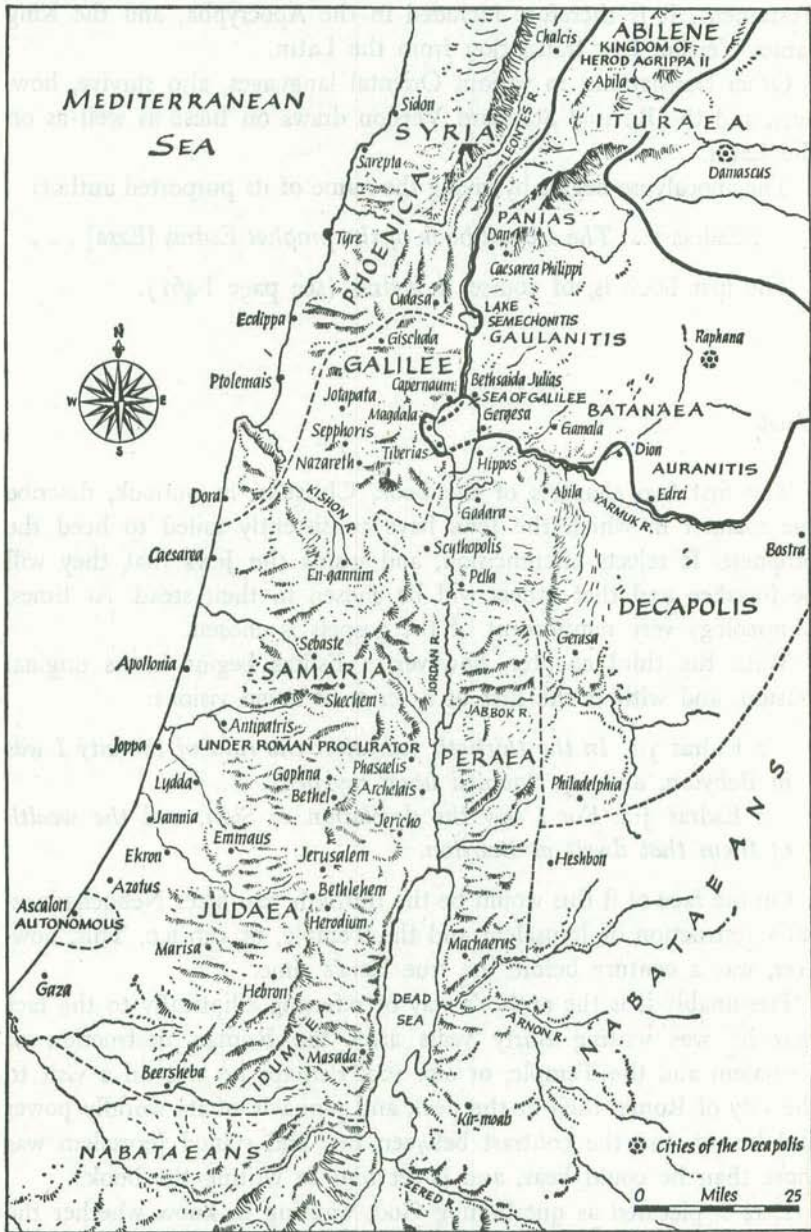 Chalcis
ABILENE
KINGDOM OF
HEROD AGRIPPA II
Abila
MEDITERRANEAN
SEA
Sidon
SYRIA
LEONTES
ITURAEA
Damascus
Sarepta
PHOENICIA
PANIAS
Dan
Tyre
Caesarea Philippi
Cadasa
LAKE
SEMECHONITIS
Ecdippa
Gischala
GAULANITIS
Raphana
N
W
E
S
GALILEE
Ptolemais
Capernaum
Bethsaida Julias
SEA OF GALILEE
BATANAEA
Jotapata
Magdala
Gergesa
Gamala
Sepphoris
Tiberias
Dion
Nazareth
Hippos
AURANITIS
Dora
KISHON R.
Abila
Edrei
YARMUK R.
Gadara
Bostra
Caesarea
Scythopolis
En-gannim
Pella
DECAPOLIS
Gerasa
Sebaste
Apollonia
SAMARIA
JORDAN R.
Shechem
JABBOK R.
Antipatris
Joppa
UNDER ROMAN PROCURATOR
PERAEA
Phasaelis
Lydda
Gophna
Archelais
Philadelphia
Bethel
Jamnia
Jericho
Emmaus
Ekron
Jerusalem
Heshbon
Azotus
Bethlehem
Ascalon
AUTONOMOUS
JUDAEA
Herodium
Marisa
Machaerus
Gaza
Hebron
DEAD
SEA
ARNON R.
NABATAEANS
IDUMAEA
Masada
Beersheba
Kir-moab
NABATAEANS
Cities of the Decapolis
ZERED R.
0 Miles 25